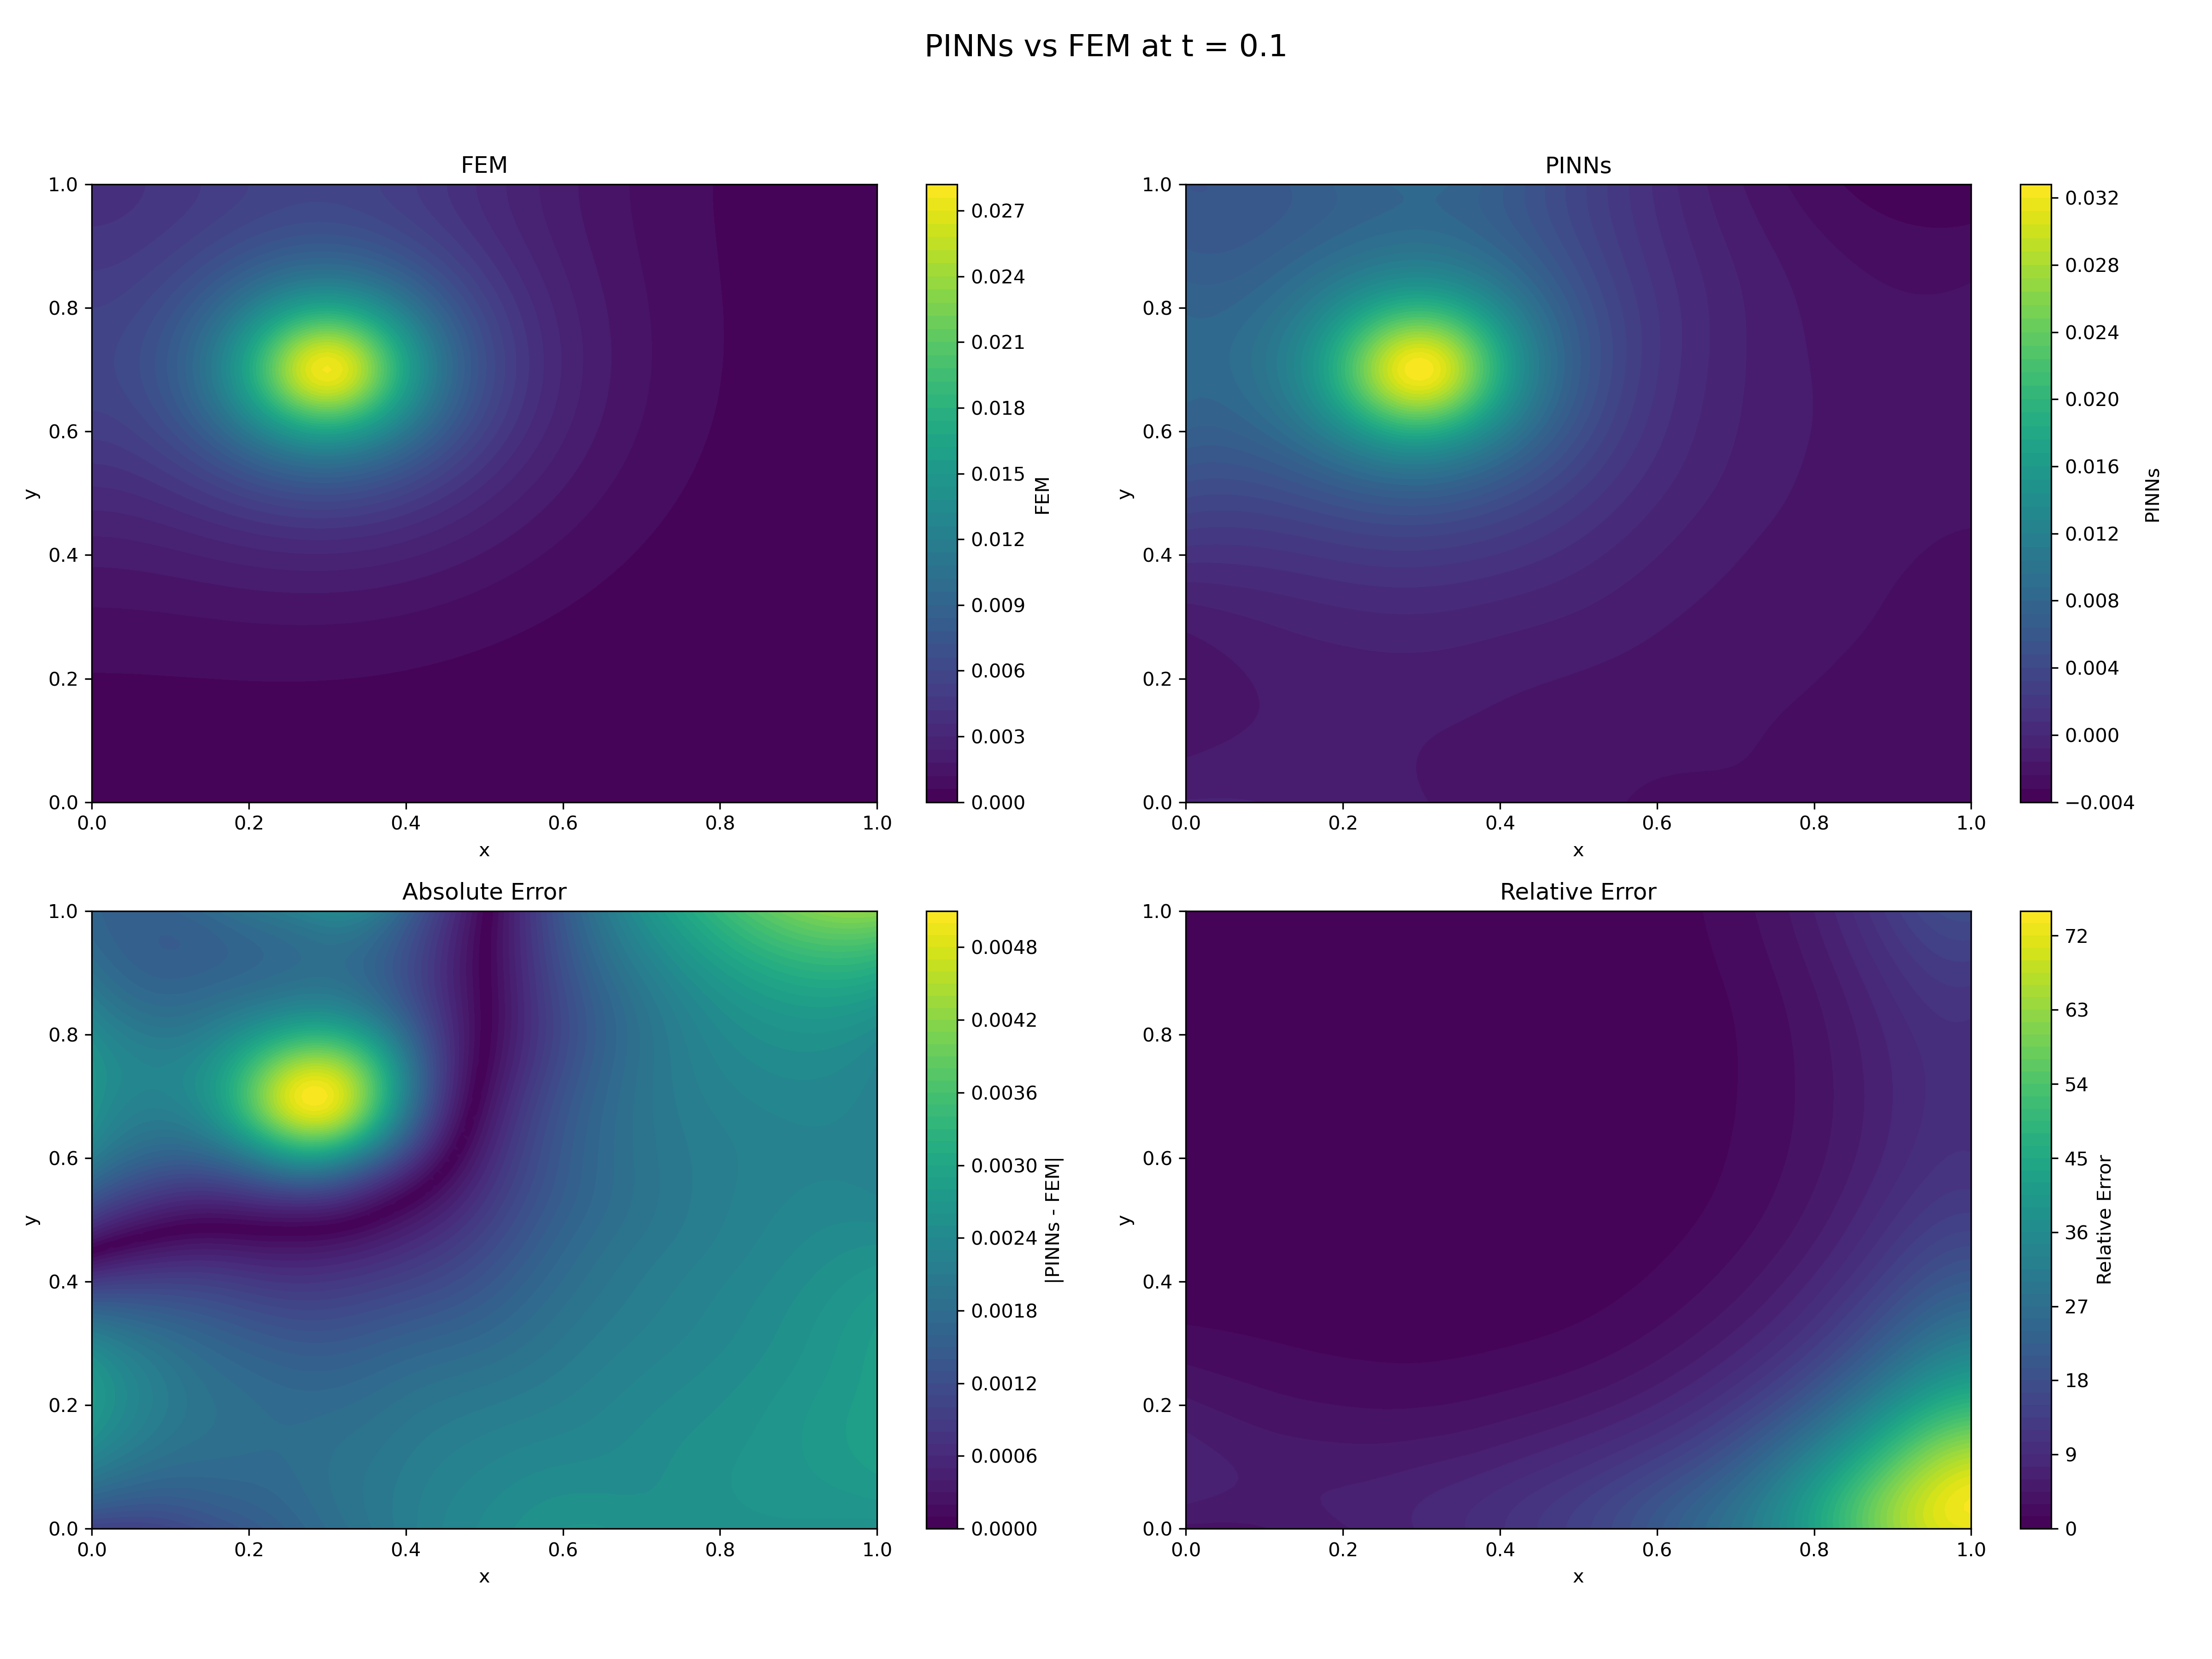 PINNs vs FEM at t = 0.1
FEM
1.0
0.8
0.6
0.4
0.2
0.0
y
0.0 0.2 0.4 0.6 0.8 1.0
x
0.027
0.024
0.021
0.018
0.015
0.012
0.009
0.006
0.003
0.000
FEM
PINNs
1.0
0.8
0.6
0.4
0.2
0.0
y
0.0 0.2 0.4 0.6 0.8 1.0
x
0.032
0.028
0.024
0.020
0.016
0.012
0.008
0.004
0.000
−0.004
PINNs
Absolute Error
1.0
0.8
0.6
0.4
0.2
0.0
y
0.0 0.2 0.4 0.6 0.8 1.0
x
0.0048
0.0042
0.0036
0.0030
0.0024
0.0018
0.0012
0.0006
0.0000
|PINNs - FEM|
Relative Error
1.0
0.8
0.6
0.4
0.2
0.0
y
0.0 0.2 0.4 0.6 0.8 1.0
x
72
63
54
45
36
27
18
9
0
Relative Error